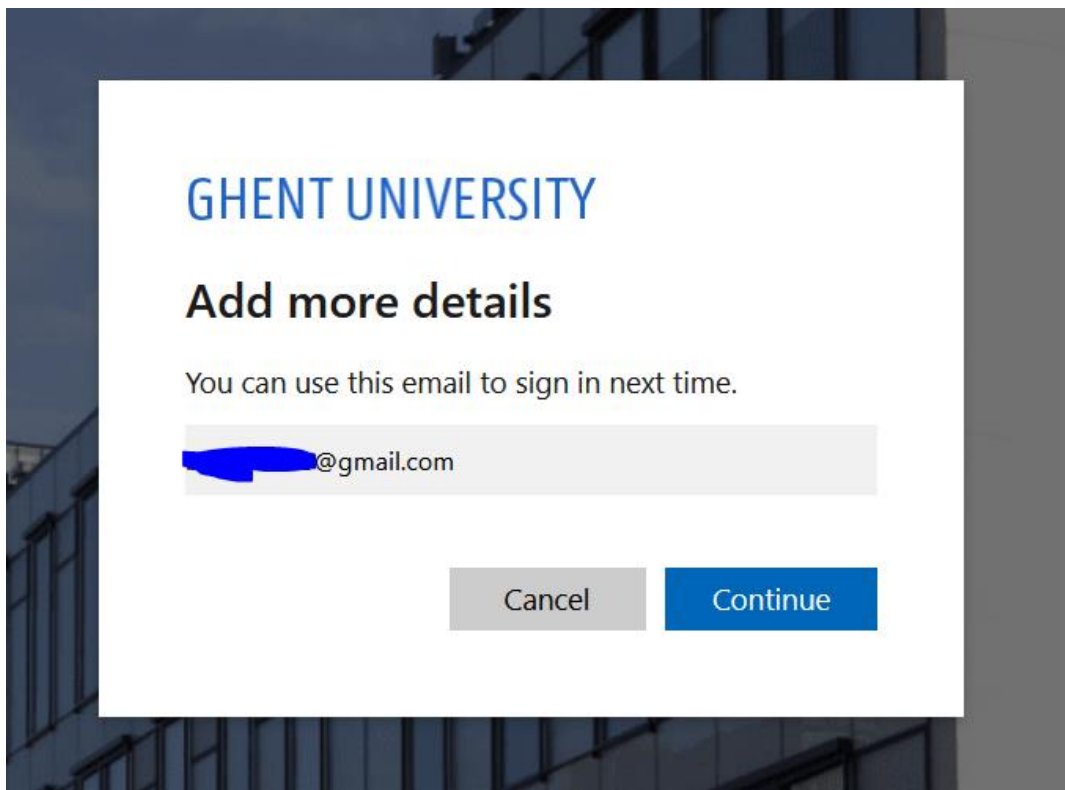 GHENT UNIVERSITY
Add more details
You can use this email to sign in next time.
@gmail.com
Cancel
Continue